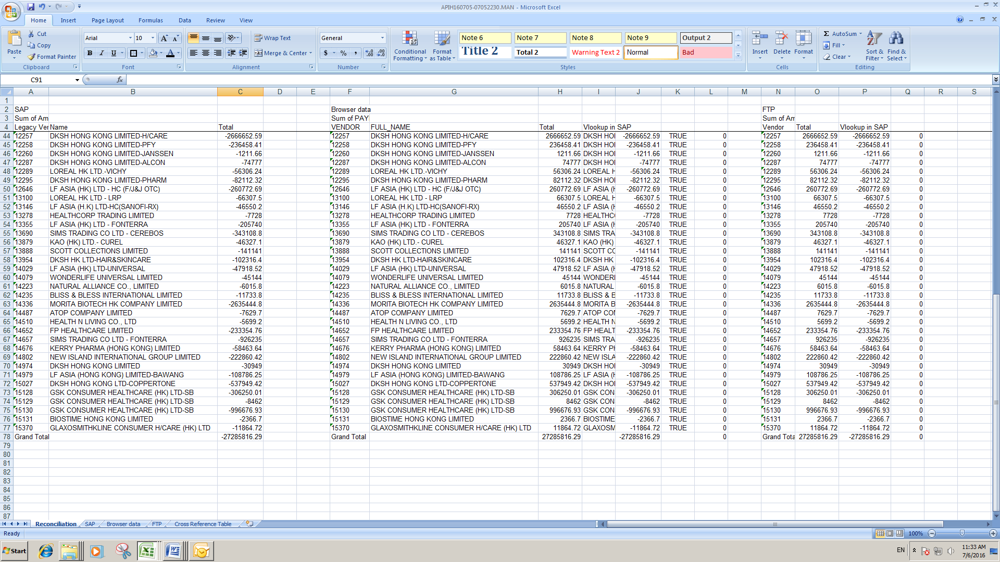 APIH160705-07052230.MAN - Microsoft Excel
Home Insert Page Layout Formulas Data Review View
Paste Cut Copy Format Painter Clipboard
Arial 10 B I U Font
Wrap Text Merge & Center Alignment
General $ % , Number
Conditional Formatting Format as Table
Note 6 Note 7 Note 8 Note 9 Output 2
Title 2 Total 2 Warning Text 2 Normal Bad
Styles
Insert Delete Format Cells
AutoSum Fill Clear Sort & Filter Find & Select Editing
C91 fx
A B C D E F G H I J K L M N O P Q R S
1
2 SAP Browser data FTP
3 Sum of Am Sum of PAY Sum of Am
4 Legacy Ver Name Total VENDOR FULL_NAME Total Vlookup in SAP Vendor Total Vlookup in SAP
44 12257 DKSH HONG KONG LIMITED-H/CARE -2666652.59 12257 DKSH HONG KONG LIMITED-H/CARE 2666652.59 DKSH HO -2666652.59 TRUE 0 12257 2666652.59 -2666652.59 0
45 12258 DKSH HONG KONG LIMITED-PFY -236458.41 12258 DKSH HONG KONG LIMITED-PFY 236458.41 DKSH HO -236458.41 TRUE 0 12258 236458.41 -236458.41 0
46 12260 DKSH HONG KONG LIMITED-JANSSEN -1211.66 12260 DKSH HONG KONG LIMITED-JANSSEN 1211.66 DKSH HO -1211.66 TRUE 0 12260 1211.66 -1211.66 0
47 12287 DKSH HONG KONG LIMITED-ALCON -74777 12287 DKSH HONG KONG LIMITED-ALCON 74777 DKSH HO -74777 TRUE 0 12287 74777 -74777 0
48 12289 LOREAL HK LTD.-VICHY -56306.24 12289 LOREAL HK LTD.-VICHY 56306.24 LOREAL H -56306.24 TRUE 0 12289 56306.24 -56306.24 0
49 12295 DKSH HONG KONG LIMITED-PHARM -82112.32 12295 DKSH HONG KONG LIMITED-PHARM 82112.32 DKSH HO -82112.32 TRUE 0 12295 82112.32 -82112.32 0
50 12646 LF ASIA (HK) LTD - HC (F/J&J OTC) -260772.69 12646 LF ASIA (HK) LTD - HC (F/J&J OTC) 260772.69 LF ASIA (H -260772.69 TRUE 0 12646 260772.69 -260772.69 0
51 13100 LOREAL HK LTD - LRP -66307.5 13100 LOREAL HK LTD - LRP 66307.5 LOREAL H -66307.5 TRUE 0 13100 66307.5 -66307.5 0
52 13146 LF ASIA (H.K) LTD-HC(SANOFI-RX) -46550.2 13146 LF ASIA (H.K) LTD-HC(SANOFI-RX) 46550.2 LF ASIA (H -46550.2 TRUE 0 13146 46550.2 -46550.2 0
53 13278 HEALTHCORP TRADING LIMITED -7728 13278 HEALTHCORP TRADING LIMITED 7728 HEALTHC -7728 TRUE 0 13278 7728 -7728 0
54 13355 LF ASIA (HK) LTD - FONTERRA -205740 13355 LF ASIA (HK) LTD - FONTERRA 205740 LF ASIA (H -205740 TRUE 0 13355 205740 -205740 0
55 13690 SIMS TRADING CO LTD - CEREBOS -343108.8 13690 SIMS TRADING CO LTD - CEREBOS 343108.8 SIMS TRA -343108.8 TRUE 0 13690 343108.8 -343108.8 0
56 13879 KAO (HK) LTD.- CUREL -46327.1 13879 KAO (HK) LTD.- CUREL 46327.1 KAO (HK) -46327.1 TRUE 0 13879 46327.1 -46327.1 0
57 13888 SCOTT COLLECTIONS LIMITED -141141 13888 SCOTT COLLECTIONS LIMITED 141141 SCOTT CO -141141 TRUE 0 13888 141141 -141141 0
58 13954 DKSH HK LTD-HAIR&SKINCARE -102316.4 13954 DKSH HK LTD-HAIR&SKINCARE 102316.4 DKSH HK -102316.4 TRUE 0 13954 102316.4 -102316.4 0
59 14029 LF ASIA (HK) LTD-UNIVERSAL -47918.52 14029 LF ASIA (HK) LTD-UNIVERSAL 47918.52 LF ASIA (H -47918.52 TRUE 0 14029 47918.52 -47918.52 0
60 14079 WONDERLIFE UNIVERSAL LIMITED -45144 14079 WONDERLIFE UNIVERSAL LIMITED 45144 WONDERI -45144 TRUE 0 14079 45144 -45144 0
61 14223 NATURAL ALLIANCE CO., LIMITED -6015.8 14223 NATURAL ALLIANCE CO., LIMITED 6015.8 NATURAL -6015.8 TRUE 0 14223 6015.8 -6015.8 0
62 14235 BLISS & BLESS INTERNATIONAL LIMITED -11733.8 14235 BLISS & BLESS INTERNATIONAL LIMITED 11733.8 BLISS & B -11733.8 TRUE 0 14235 11733.8 -11733.8 0
63 14336 MORITA BIOTECH HK COMPANY LIMITED -2635444.8 14336 MORITA BIOTECH HK COMPANY LIMITED 2635444.8 MORITA B -2635444.8 TRUE 0 14336 2635444.8 -2635444.8 0
64 14487 ATOP COMPANY LIMITED -7629.7 14487 ATOP COMPANY LIMITED 7629.7 ATOP COI -7629.7 TRUE 0 14487 7629.7 -7629.7 0
65 14510 HEALTH N LIVING CO., LTD -5699.2 14510 HEALTH N LIVING CO., LTD 5699.2 HEALTH N -5699.2 TRUE 0 14510 5699.2 -5699.2 0
66 14652 FP HEALTHCARE LIMITED -233354.76 14652 FP HEALTHCARE LIMITED 233354.76 FP HEALT -233354.76 TRUE 0 14652 233354.76 -233354.76 0
67 14657 SIMS TRADING CO LTD - FONTERRA -926235 14657 SIMS TRADING CO LTD - FONTERRA 926235 SIMS TRA -926235 TRUE 0 14657 926235 -926235 0
68 14676 KERRY PHARMA (HONG KONG) LIMITED -58463.64 14676 KERRY PHARMA (HONG KONG) LIMITED 58463.64 KERRY PH -58463.64 TRUE 0 14676 58463.64 -58463.64 0
69 14802 NEW ISLAND INTERNATIONAL GROUP LIMITED -222860.42 14802 NEW ISLAND INTERNATIONAL GROUP LIMITED 222860.42 NEW ISLA -222860.42 TRUE 0 14802 222860.42 -222860.42 0
70 14974 DKSH HONG KONG LIMITED -30949 14974 DKSH HONG KONG LIMITED 30949 DKSH HO -30949 TRUE 0 14974 30949 -30949 0
71 14979 LF ASIA (HONG KONG) LIMITED-BAWANG -108786.25 14979 LF ASIA (HONG KONG) LIMITED-BAWANG 108786.25 LF ASIA (H -108786.25 TRUE 0 14979 108786.25 -108786.25 0
72 15027 DKSH HONG KONG LTD-COPPERTONE -537949.42 15027 DKSH HONG KONG LTD-COPPERTONE 537949.42 DKSH HO -537949.42 TRUE 0 15027 537949.42 -537949.42 0
73 15128 GSK CONSUMER HEALTHCARE (HK) LTD-SB -306250.01 15128 GSK CONSUMER HEALTHCARE (HK) LTD-SB 306250.01 GSK CON -306250.01 TRUE 0 15128 306250.01 -306250.01 0
74 15129 GSK CONSUMER HEALTHCARE (HK) LTD-SB -8462 15129 GSK CONSUMER HEALTHCARE (HK) LTD-SB 8462 GSK CON -8462 TRUE 0 15129 8462 -8462 0
75 15130 GSK CONSUMER HEALTHCARE (HK) LTD-SB -996676.93 15130 GSK CONSUMER HEALTHCARE (HK) LTD-SB 996676.93 GSK CON -996676.93 TRUE 0 15130 996676.93 -996676.93 0
76 15131 BIOSTIME HONG KONG LIMITED -2366.7 15131 BIOSTIME HONG KONG LIMITED 2366.7 BIOSTIME -2366.7 TRUE 0 15131 2366.7 -2366.7 0
77 15370 GLAXOSMITHKLINE CONSUMER H/CARE (HK) LTD -11864.72 15370 GLAXOSMITHKLINE CONSUMER H/CARE (HK) LTD 11864.72 GLAXOSM -11864.72 TRUE 0 15370 11864.72 -11864.72 0
78 Grand Total -27285816.29 Grand Total 27285816.29 -27285816.29 0 Grand Tota 27285816.29 -27285816.29 0
79
80
81
82
83
84
85
86
87
Reconciliation SAP Browser data FTP Cross Reference Table
Ready 100%
Start EN 11:33 AM
7/6/2016